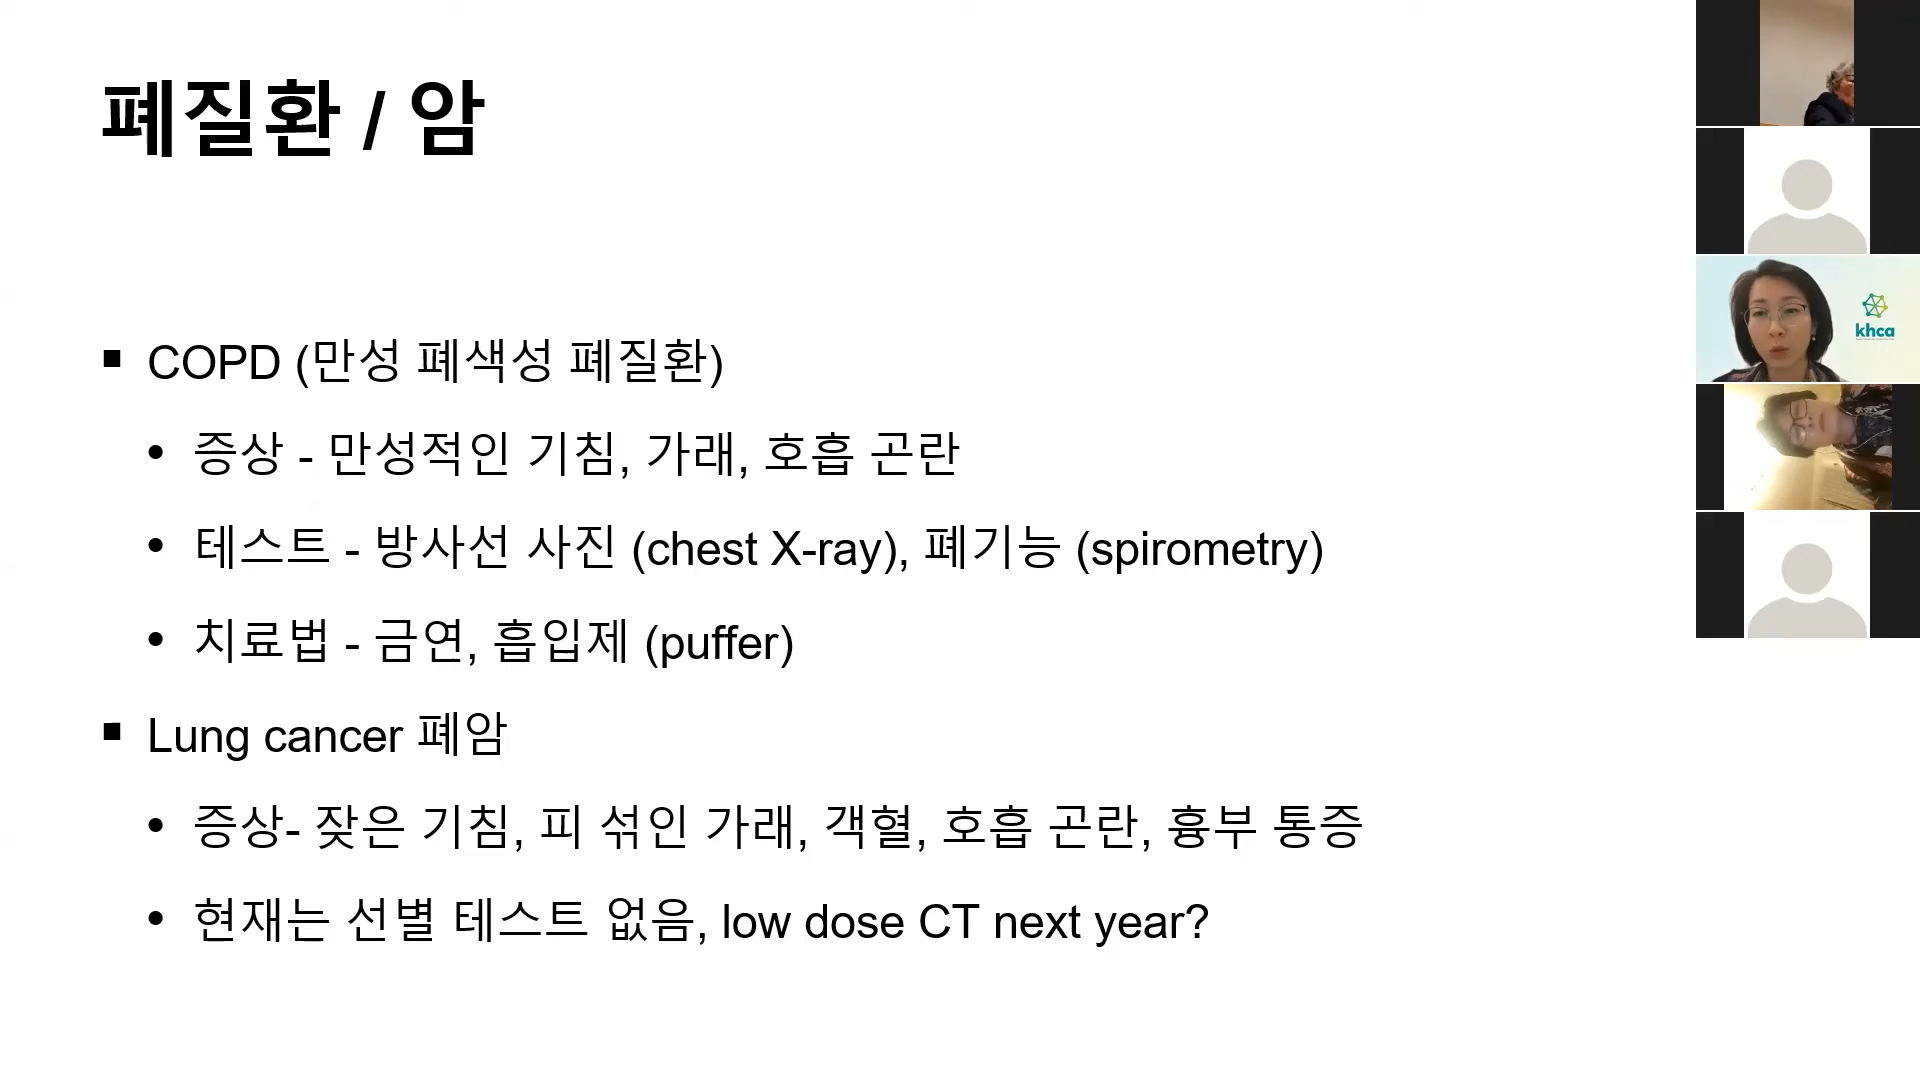 폐질환 / 암
■ COPD (만성 폐색성 폐질환)
• 증상 - 만성적인 기침, 가래, 호흡 곤란
• 테스트 - 방사선 사진 (chest X-ray), 폐기능 (spirometry)
• 치료법 - 금연, 흡입제 (puffer)
■ Lung cancer 폐암
• 증상- 잦은 기침, 피 섞인 가래, 객혈, 호흡 곤란, 흉부 통증
• 현재는 선별 테스트 없음, low dose CT next year?
khca